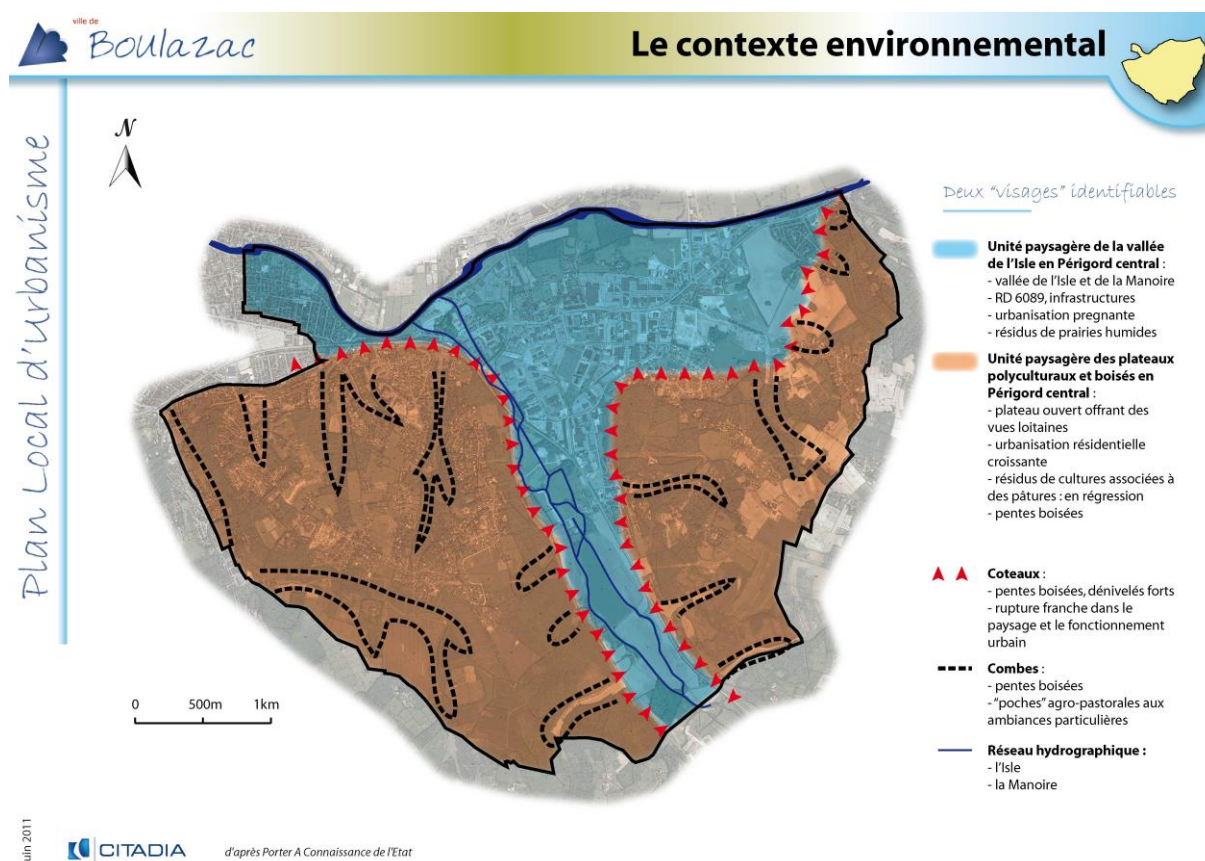 ville de
Boulazac
Le contexte environnemental
Plan Local d'Urbanisme
N
Deux "visages" identifiables
Unité paysagère de la vallée
de l'Isle en Périgord central :
- vallée de l'Isle et de la Manoire
- RD 6089, infrastructures
- urbanisation pregnante
- résidus de prairies humides
Unité paysagère des plateaux
polyculturaux et boisés en
Périgord central :
- plateau ouvert offrant des
vues loitaines
- urbanisation résidentielle
croissante
- résidus de cultures associées à
des pâtures : en régression
- pentes boisées
Coteaux :
- pentes boisées, dénivelés forts
- rupture franche dans le
paysage et le fonctionnement
urbain
Combes :
- pentes boisées
- "poches" agro-pastorales aux
ambiances particulières
Réseau hydrographique :
- l'Isle
- la Manoire
0 500m 1km
uin 2011
CITADIA
d'après Porter A Connaissance de l'Etat